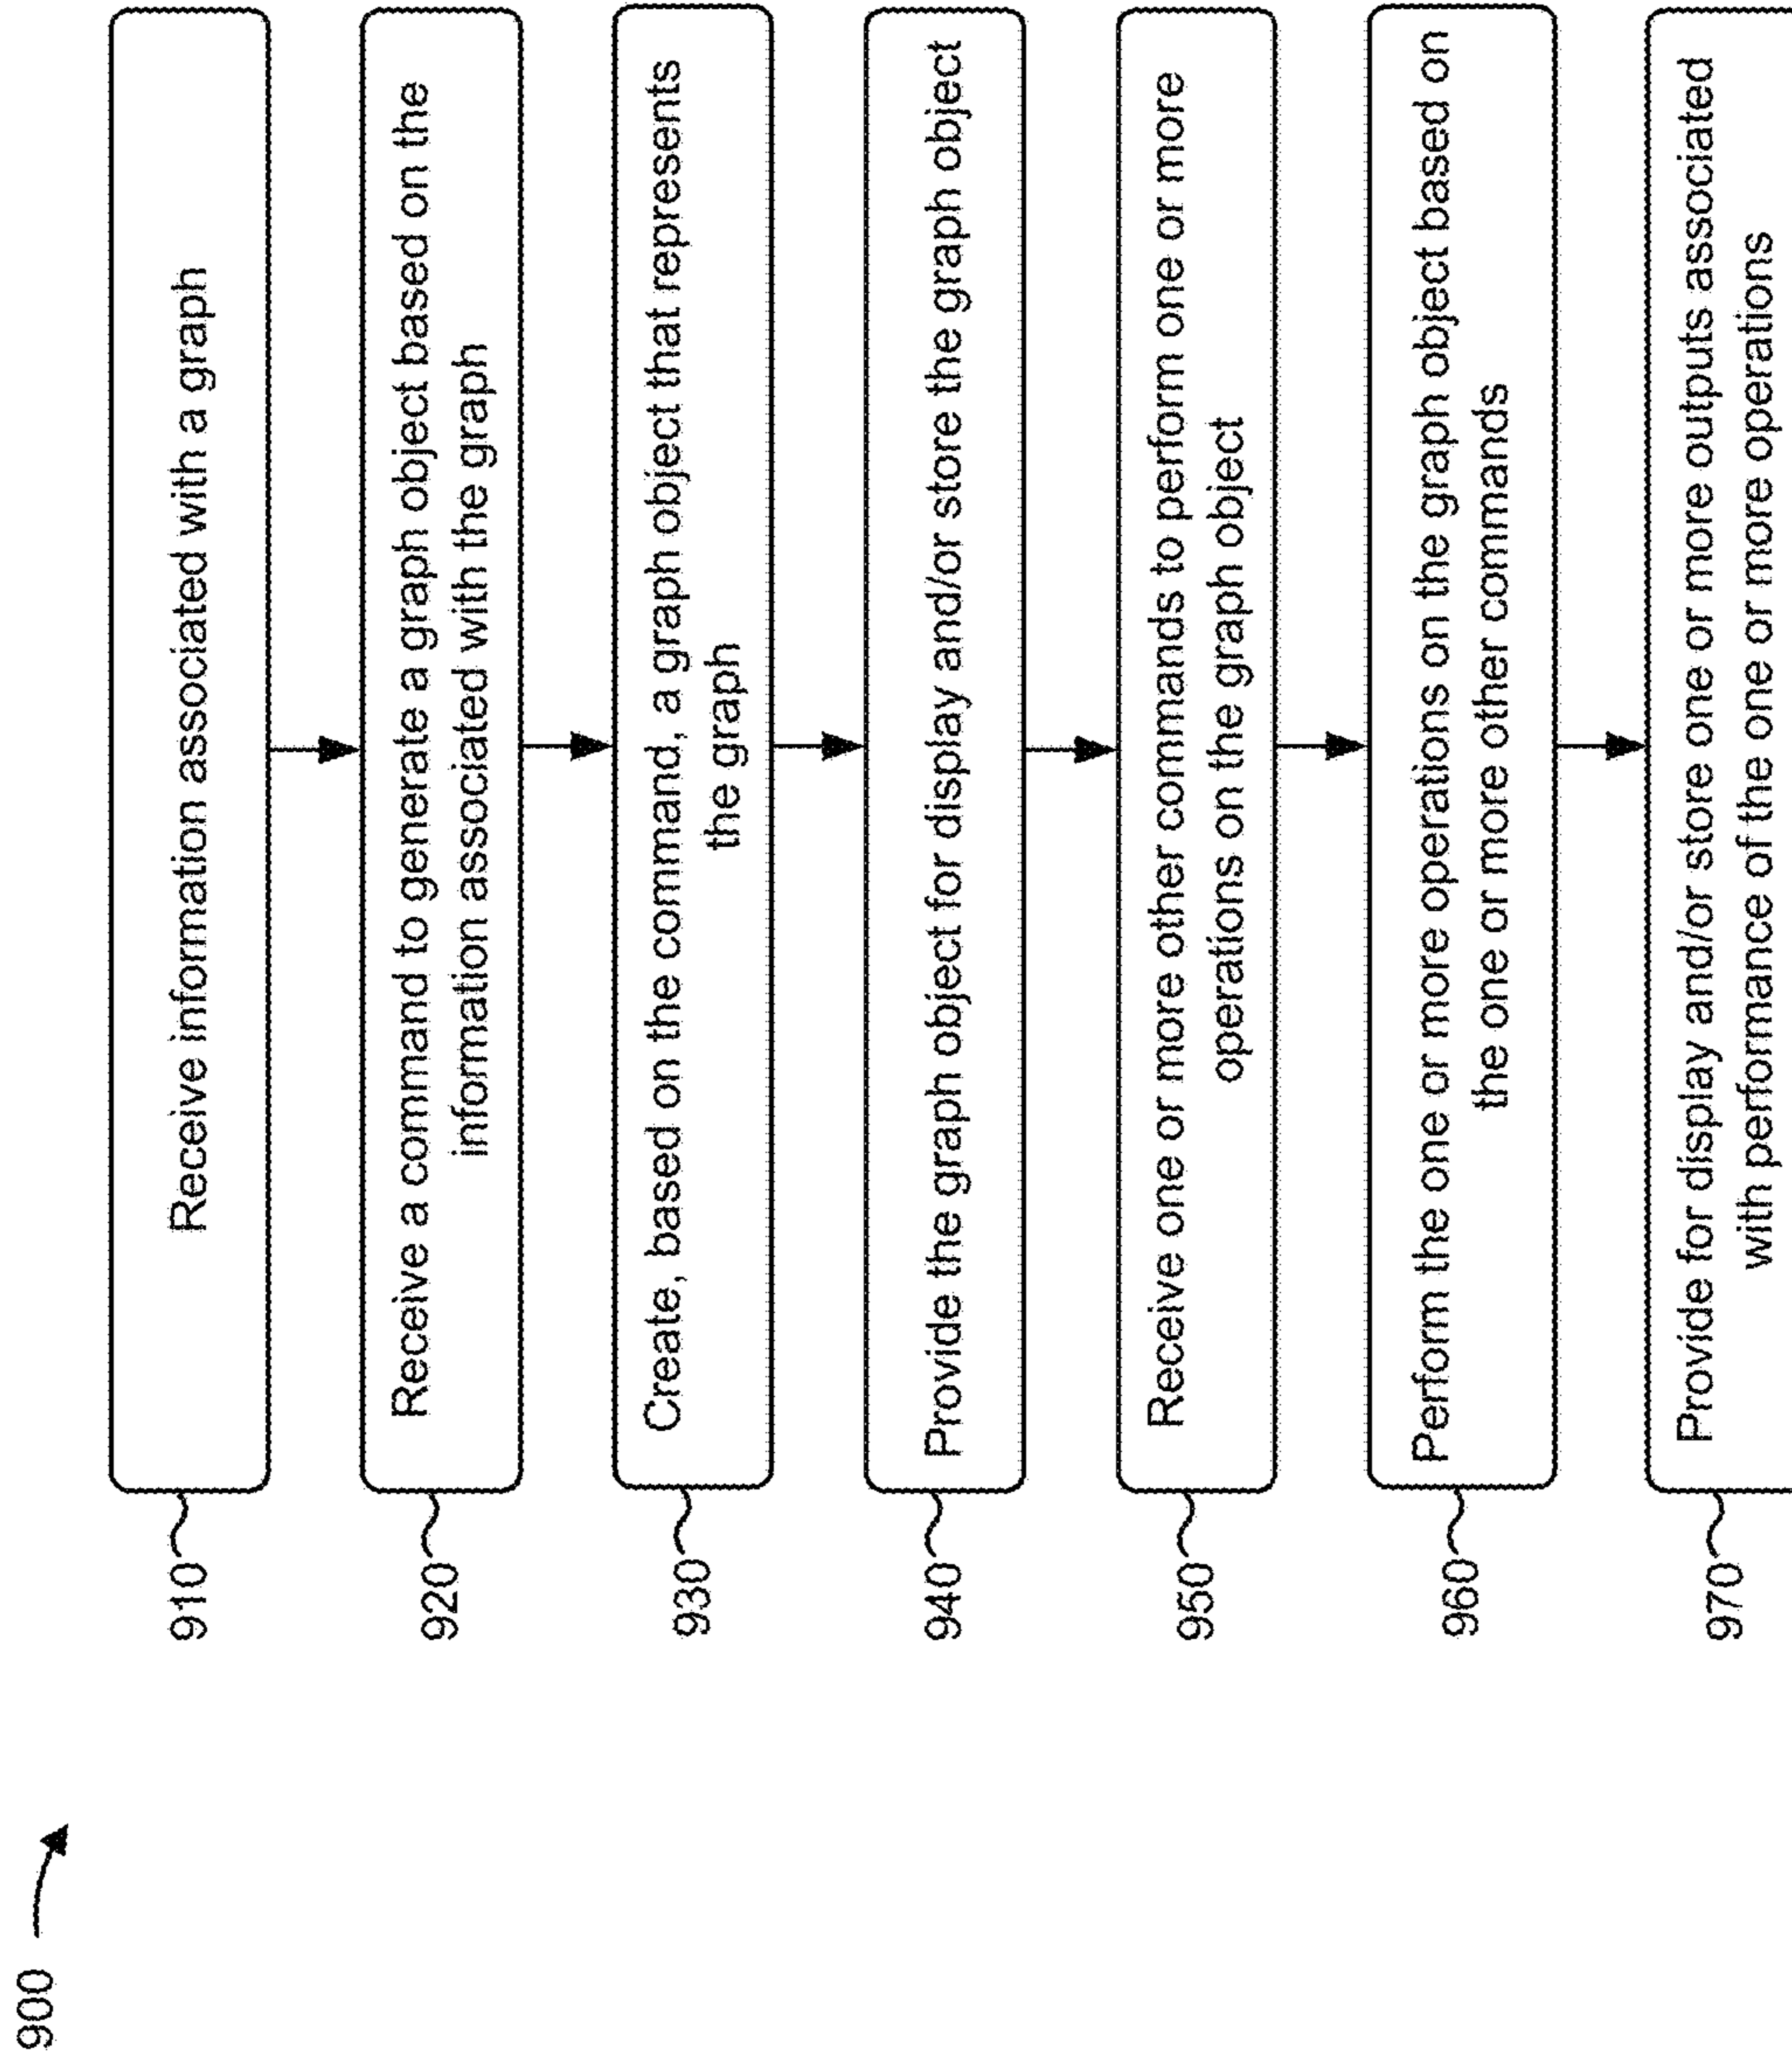 900
910
Receive information associated with a graph
920
Receive a command to generate a graph object based on the
information associated with the graph
930
Create, based on the command, a graph object that represents
the graph
940
Provide the graph object for display and/or store the graph object
950
Receive one or more other commands to perform one or more
operations on the graph object
960
Perform the one or more operations on the graph object based on
the one or more other commands
970
Provide for display and/or store one or more outputs associated
with performance of the one or more operations